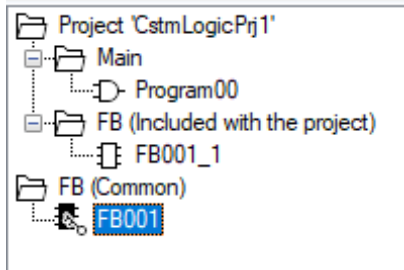 Project 'CstmLogicPrj1'
Main
Program00
FB (Included with the project)
FB001_1
FB (Common)
FB001